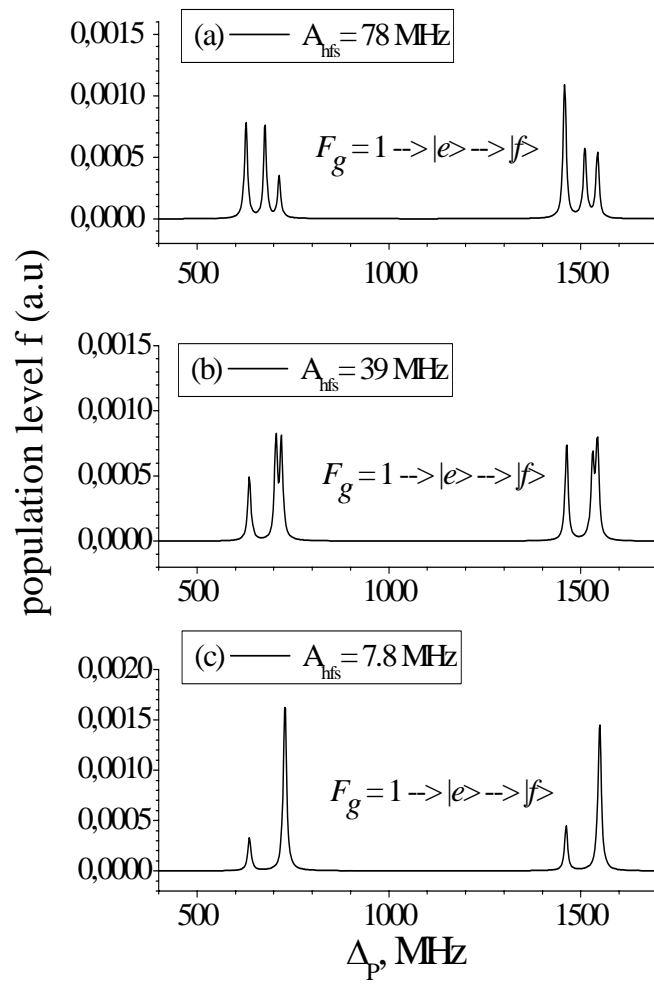 population level f (a.u)
0,0015
0,0010
0,0005
0,0000
(a) A_hfs = 78 MHz
F_g = 1 -->|e> -->|f>
500 1000 1500
0,0015
0,0010
0,0005
0,0000
(b) A_hfs = 39 MHz
F_g = 1 -->|e> -->|f>
500 1000 1500
0,0020
0,0015
0,0010
0,0005
0,0000
(c) A_hfs = 7.8 MHz
F_g = 1 -->|e> -->|f>
500 1000 1500
Δ_P, MHz